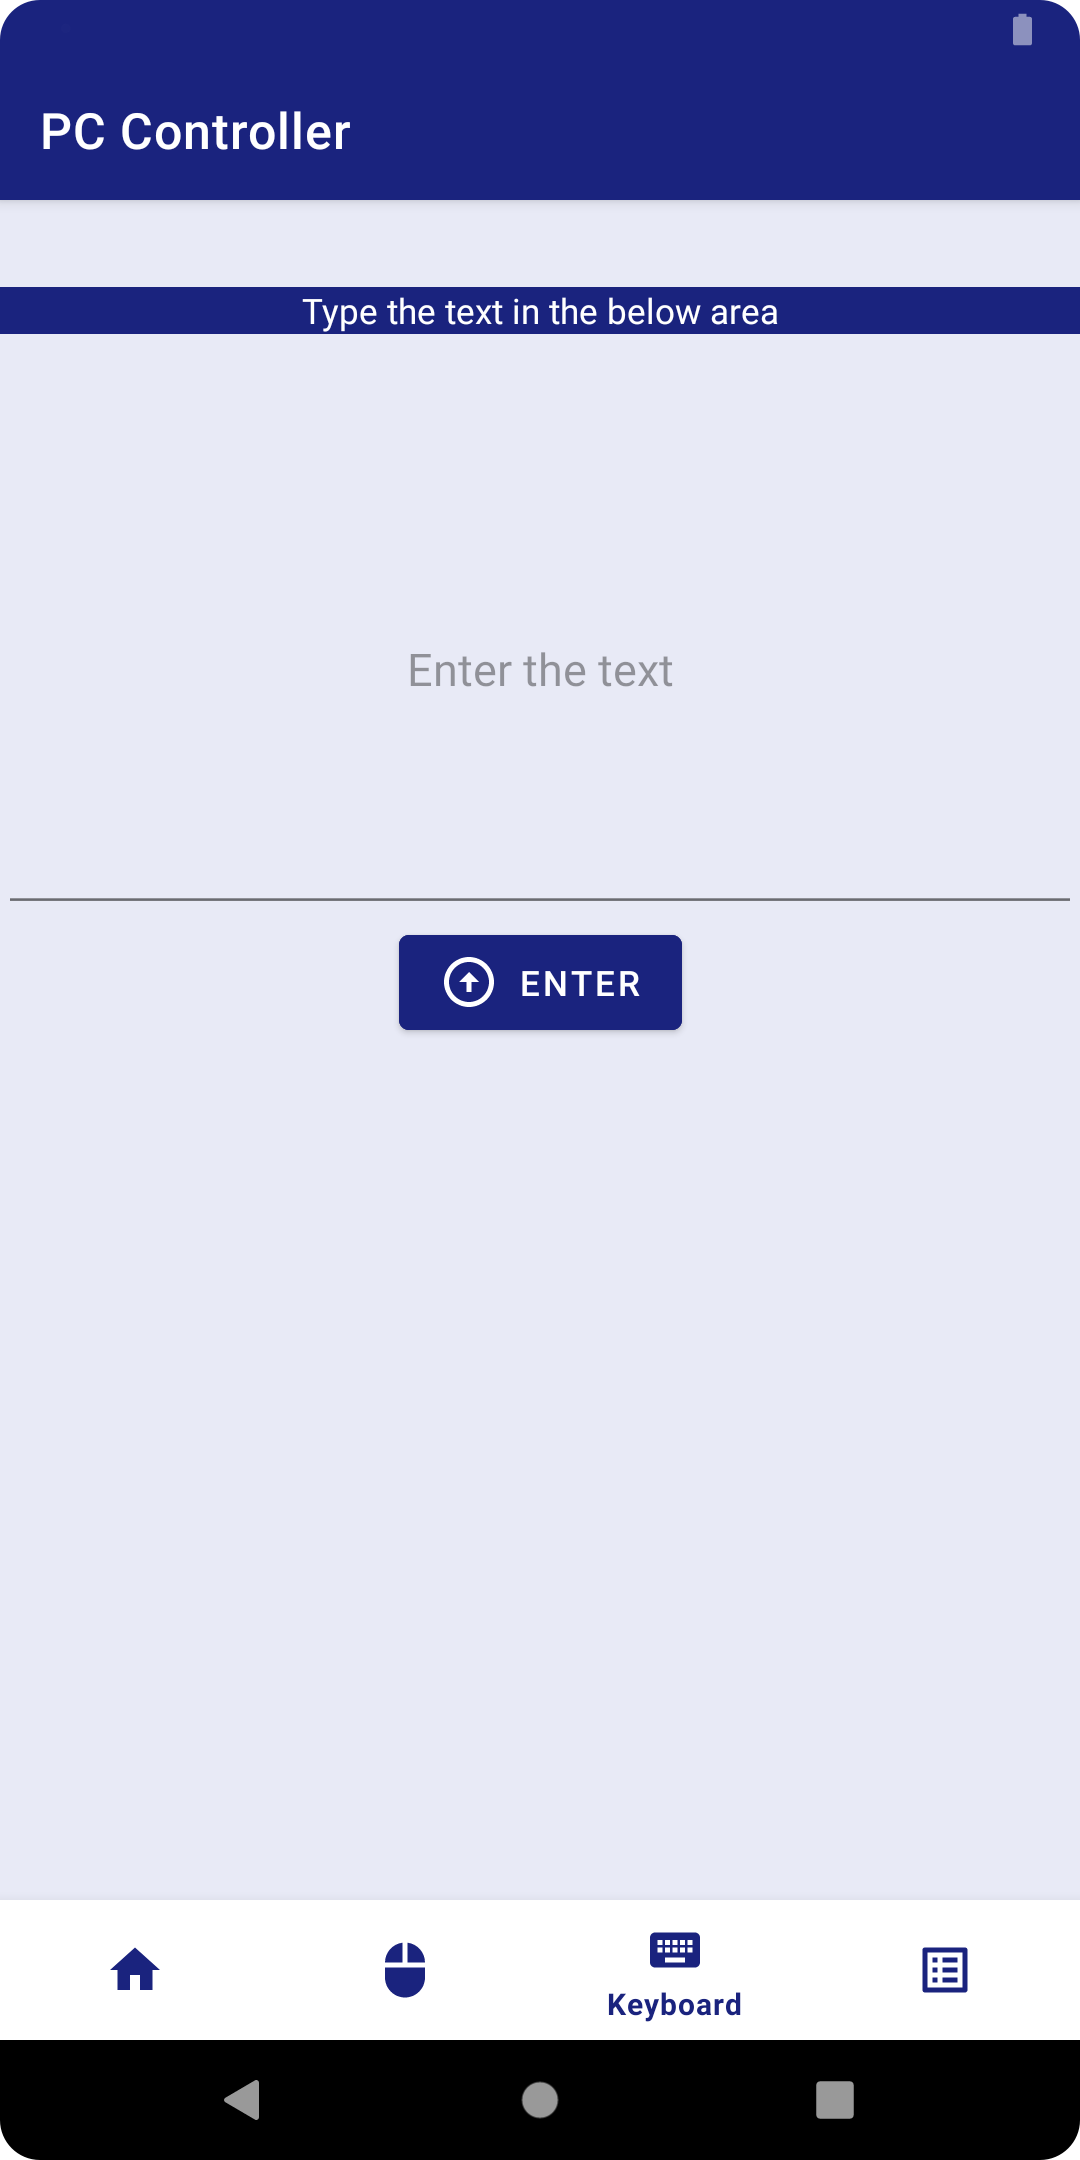 PC Controller
Type the text in the below area
Enter the text
ENTER
Keyboard